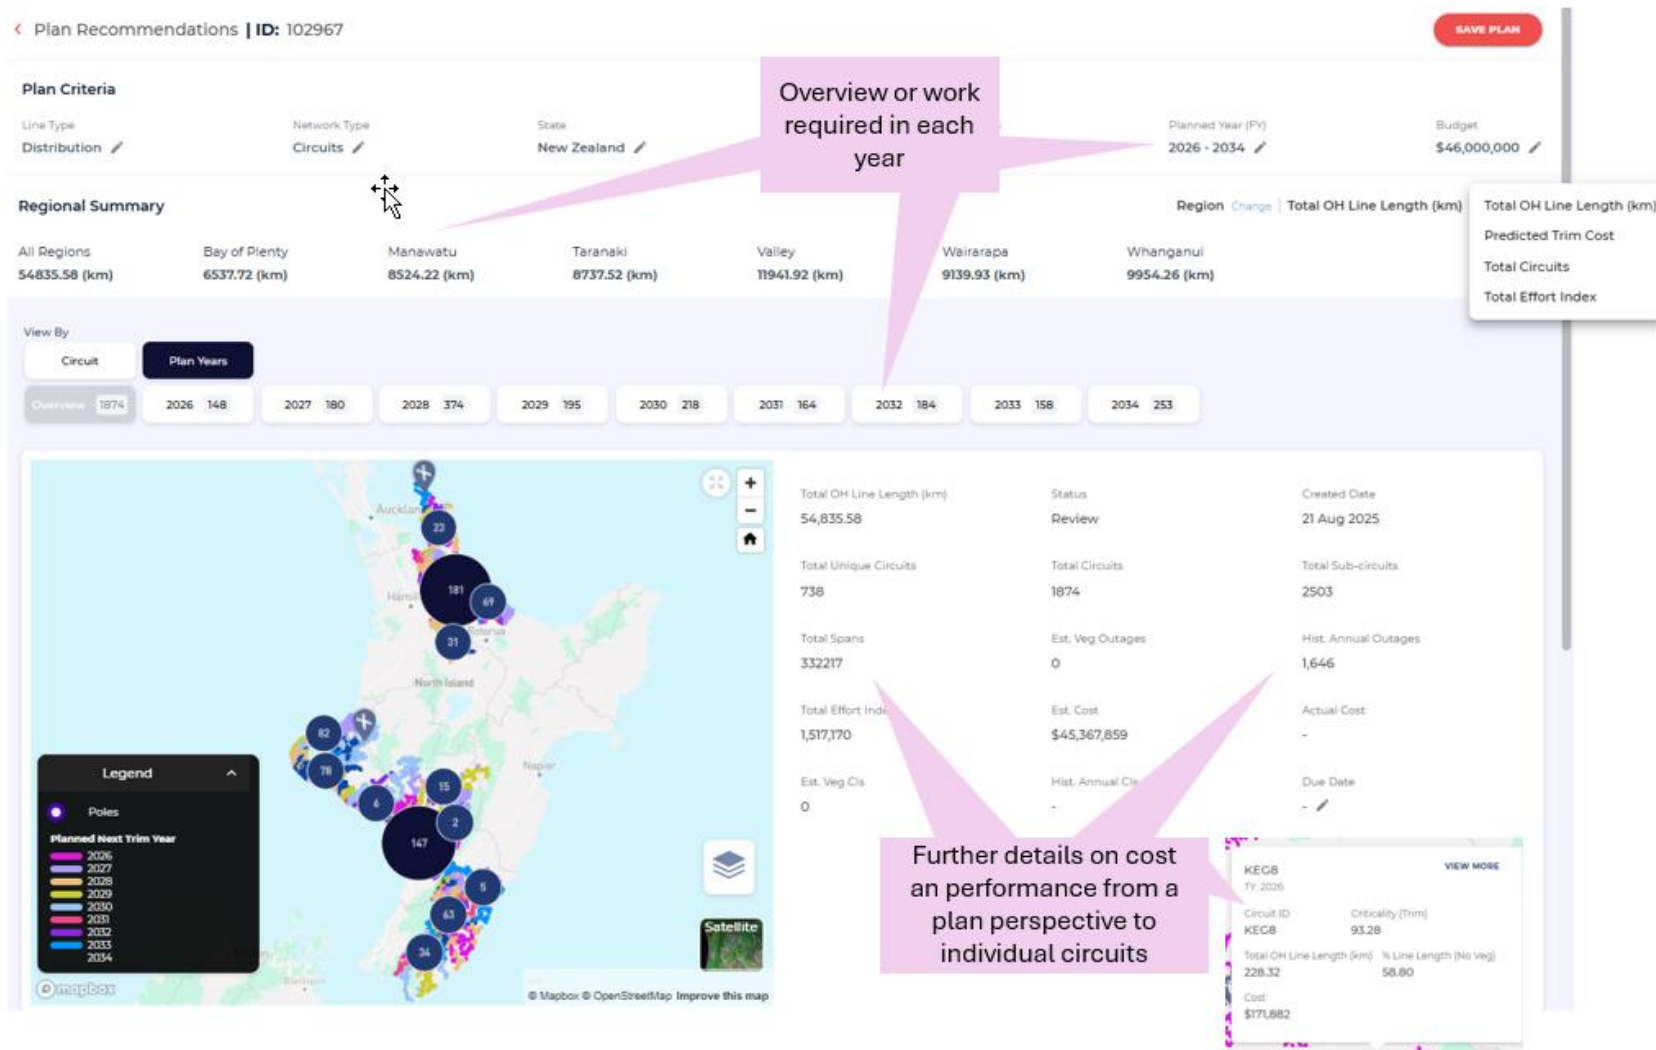 Plan Recommendations | ID: 102967
SAVE PLAN
Plan Criteria
Line Type
Distribution
Network Type
Circuits
State
New Zealand
Planned Year (FY)
2026 - 2034
Budget
$46,000,000
Overview or work
required in each
year
Regional Summary
Region Change | Total OH Line Length (km)
Total OH Line Length (km)
Predicted Trim Cost
Total Circuits
Total Effort Index
All Regions
54835.58 (km)
Bay of Plenty
6537.72 (km)
Manawatu
8524.22 (km)
Taranaki
8737.52 (km)
Valley
11941.92 (km)
Wairarapa
9139.93 (km)
Whanganui
9954.26 (km)
View By
Circuit
Plan Years
Overview 1874
2026 148
2027 180
2028 374
2029 195
2030 218
2031 164
2032 184
2033 158
2034 253
Aucklan
23
181
69
Hamil
31
North Island
82
78
15
6
2
147
Napier
5
63
34
Legend
Poles
Planned Next Trim Year
2026
2027
2028
2029
2030
2031
2032
2033
2034
Satellite
mapbox
© Mapbox © OpenStreetMap Improve this map
Total OH Line Length (km)
54,835.58
Status
Review
Created Date
21 Aug 2025
Total Unique Circuits
738
Total Circuits
1874
Total Sub-circuits
2503
Total Spans
332217
Est. Veg Outages
0
Hist. Annual Outages
1,646
Total Effort Inde
1,517,170
Est. Cost
$45,367,859
Actual Cost
-
Est. Veg CIs
0
Hist. Annual CIs
-
Due Date
-
Further details on cost
an performance from a
plan perspective to
individual circuits
KEG8
VIEW MORE
TY: 2026
Circuit ID
KEG8
Criticality (Trim)
93.28
Total OH Line Length (km)
228.32
% Line Length (No Veg)
58.80
Cost
$171,882